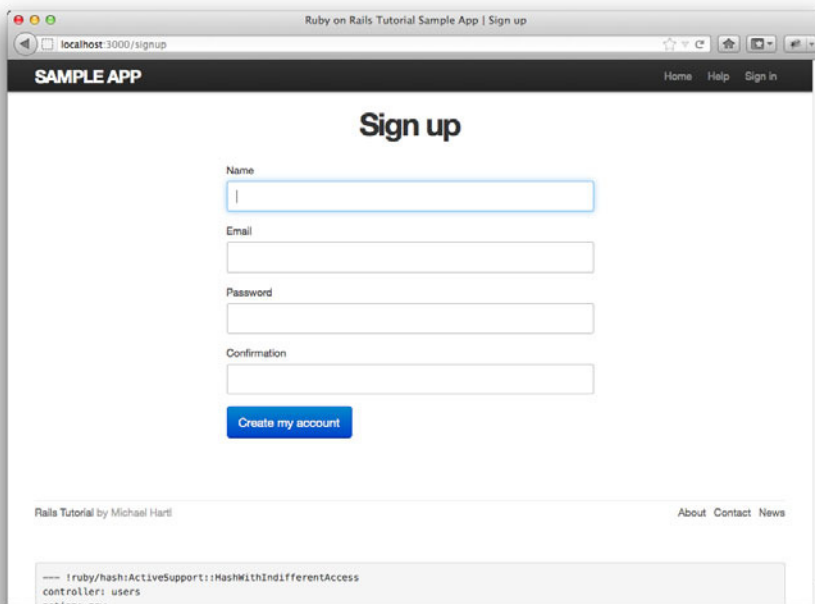 Ruby on Rails Tutorial Sample App | Sign up
localhost:3000/signup
SAMPLE APP
Home Help Sign in
Sign up
Name
Email
Password
Confirmation
Create my account
Rails Tutorial by Michael Hartl
About Contact News
--- !ruby/hash:ActiveSupport::HashWithIndifferentAccess
controller: users